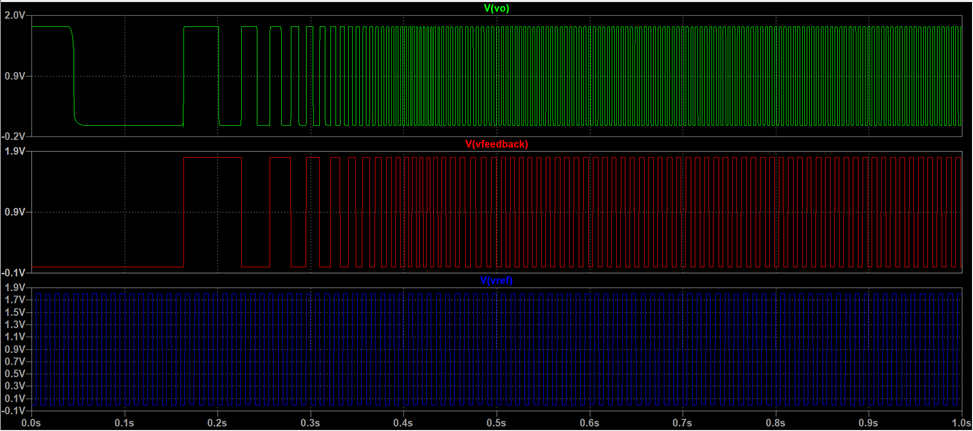 V(vo)
2.0V
0.9V
-0.2V
V(vfeedback)
1.9V
0.9V
-0.1V
V(vref)
1.9V
1.7V
1.5V
1.3V
1.1V
0.9V
0.7V
0.5V
0.3V
0.1V
-0.1V
0.0s 0.1s 0.2s 0.3s 0.4s 0.5s 0.6s 0.7s 0.8s 0.9s 1.0s